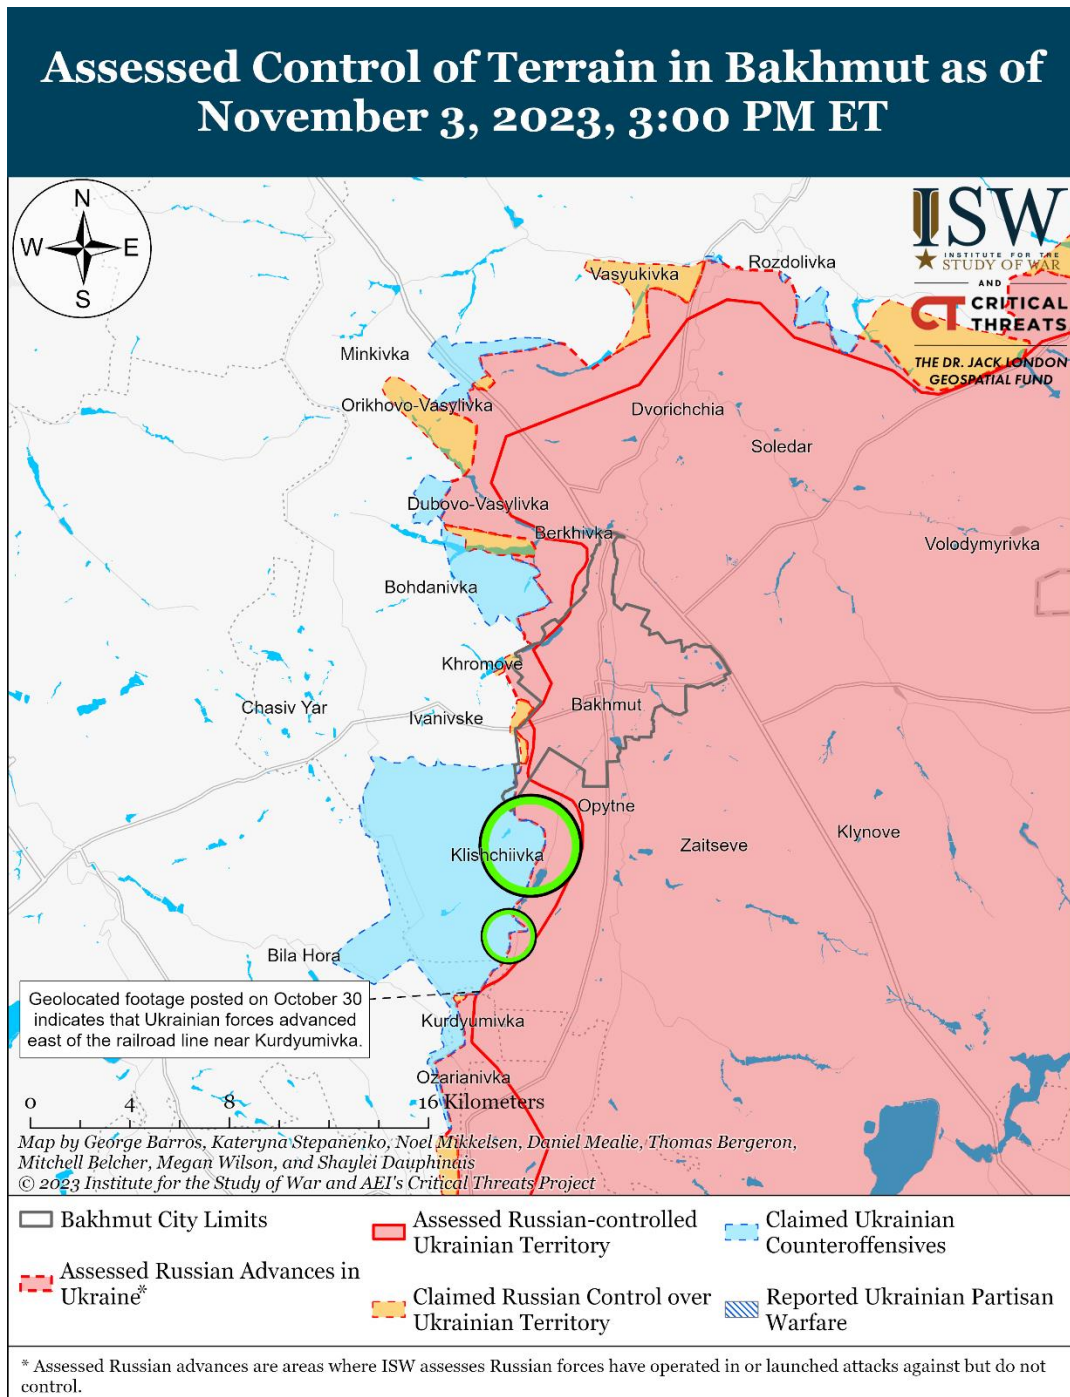 Assessed Control of Terrain in Bakhmut as of
November 3, 2023, 3:00 PM ET
N
W
E
S
ISW
INSTITUTE FOR THE
STUDY OF WAR
AND
CT CRITICAL
THREATS
THE DR. JACK LONDON
GEOSPATIAL FUND
Vasyukivka
Rozdolivka
Minkivka
Orikhovo-Vasylivka
Dvorichchia
Soledar
Dubovo-Vasylivka
Berkhivka
Volodymyrivka
Bohdanivka
Khromove
Chasiv Yar
Ivanivske
Bakhmut
Opytne
Klishchiivka
Zaitseve
Klynove
Bila Hora
Geolocated footage posted on October 30
indicates that Ukrainian forces advanced
east of the railroad line near Kurdyumivka.
Kurdyumivka
Ozarianivka
0 4 8 16 Kilometers
Map by George Barros, Kateryna Stepanenko, Noel Mikkelsen, Daniel Mealie, Thomas Bergeron,
Mitchell Belcher, Megan Wilson, and Shaylei Dauphinais
© 2023 Institute for the Study of War and AEI's Critical Threats Project
Bakhmut City Limits
Assessed Russian Advances in
Ukraine*
Assessed Russian-controlled
Ukrainian Territory
Claimed Russian Control over
Ukrainian Territory
Claimed Ukrainian
Counteroffensives
Reported Ukrainian Partisan
Warfare
* Assessed Russian advances are areas where ISW assesses Russian forces have operated in or launched attacks against but do not
control.